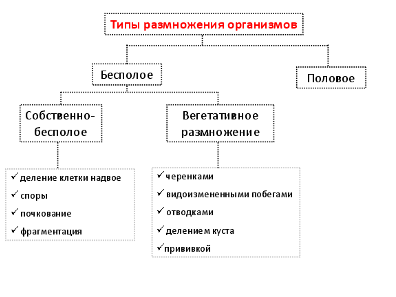 Типы размножения организмов
Бесполое
Половое
Собственно-
бесполое
Вегетативное
размножение
деление клетки надвое
споры
почкование
фрагментация
черенками
видоизмененными побегами
отводками
делением куста
прививкой